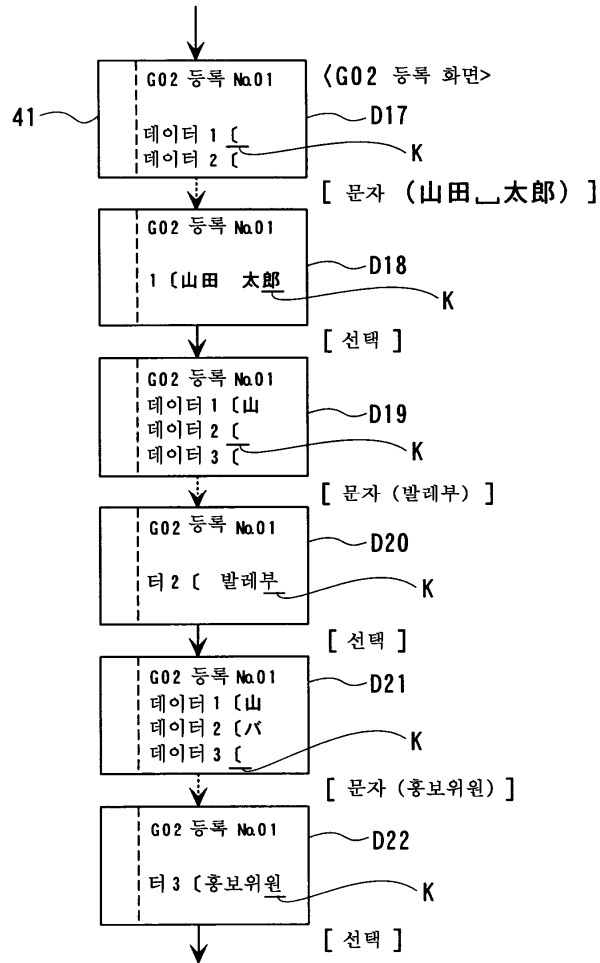 G02 등록 No.01
〈G02 등록 화면>
41
D17
데이터 1 〔
데이터 2 〔
K
[ 문자 (山田⎵太郎) ]
G02 등록 No.01
D18
1 〔山田 太郎
K
[ 선택 ]
G02 등록 No.01
데이터 1 〔山
D19
데이터 2 〔
데이터 3 〔
K
[ 문자 (발레부) ]
G02 등록 No.01
D20
터 2 〔 발레부
K
[ 선택 ]
G02 등록 No.01
D21
데이터 1 〔山
데이터 2 〔バ
데이터 3 〔
K
[ 문자 (홍보위원) ]
G02 등록 No.01
D22
터 3 〔홍보위원
K
[ 선택 ]